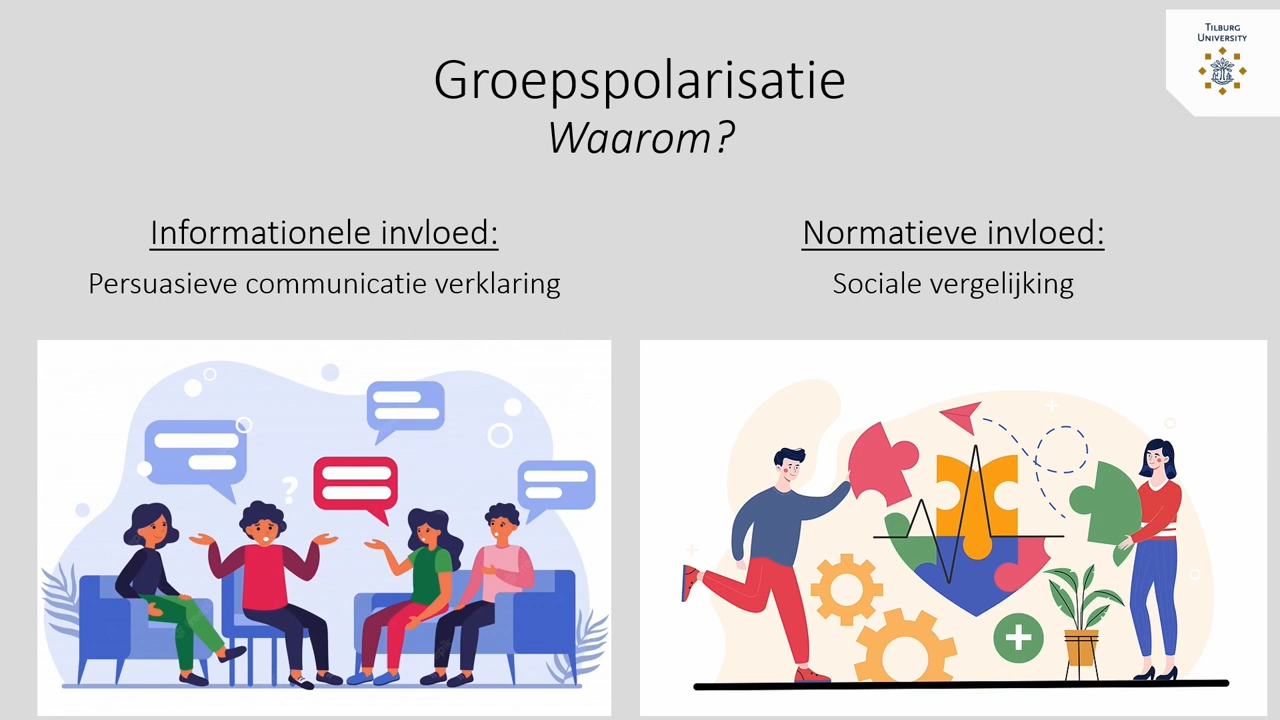 TILBURG
UNIVERSITY
Groepspolarisatie
Waarom?
Informationele invloed:
Persuasieve communicatie verklaring
Normatieve invloed:
Sociale vergelijking
?